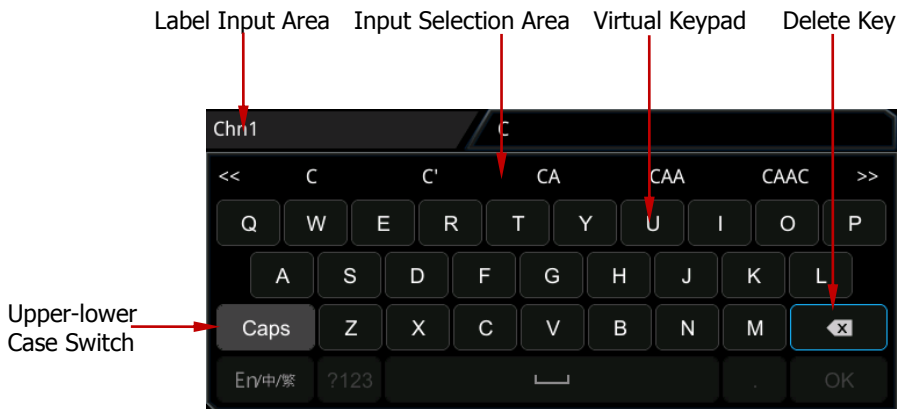 Label Input Area Input Selection Area Virtual Keypad Delete Key
Chn1 C
<< C C' CA CAA CAAC >>
Q W E R T Y U I O P
A S D F G H J K L
Upper-lower
Case Switch
Caps Z X C V B N M
En/中/繁 ?123 . OK